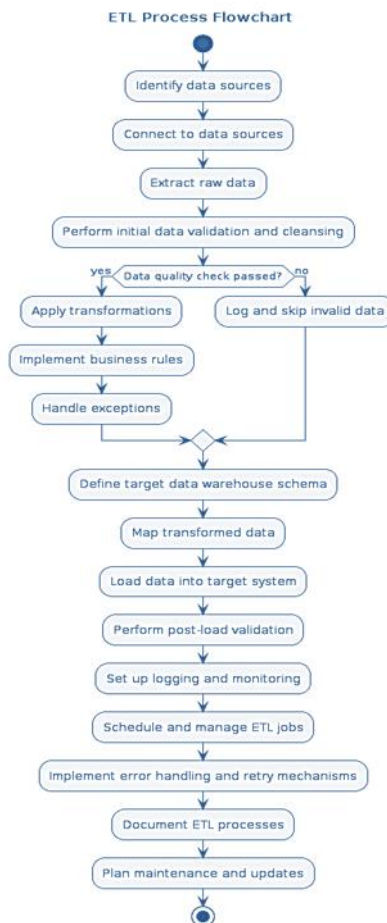 ETL Process Flowchart
Identify data sources
Connect to data sources
Extract raw data
Perform initial data validation and cleansing
yes
Data quality check passed?
no
Apply transformations
Log and skip invalid data
Implement business rules
Handle exceptions
Define target data warehouse schema
Map transformed data
Load data into target system
Perform post-load validation
Set up logging and monitoring
Schedule and manage ETL jobs
Implement error handling and retry mechanisms
Document ETL processes
Plan maintenance and updates